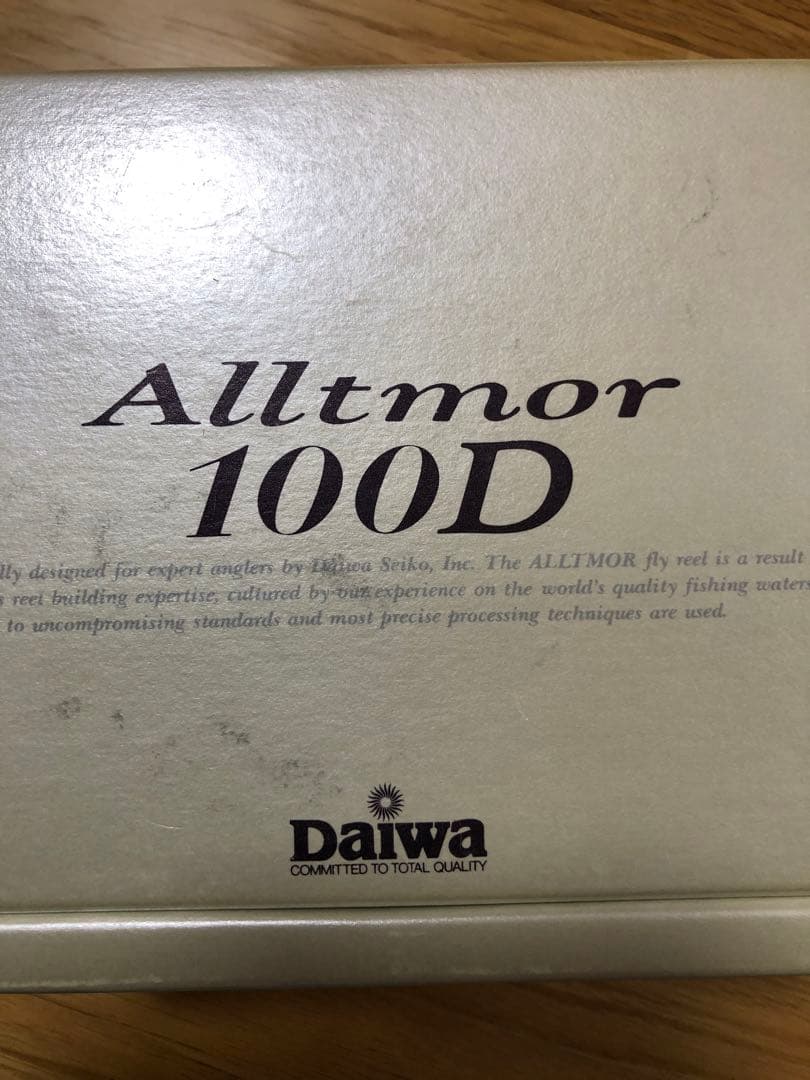 Alltmor
100D
lly designed for expert anglers by Daiwa Seiko, Inc. The ALLTMOR fly reel is a result
s reel building expertise, cultured by our experience on the world's quality fishing waters
to uncompromising standards and most precise processing techniques are used.
Daiwa
COMMITTED TO TOTAL QUALITY